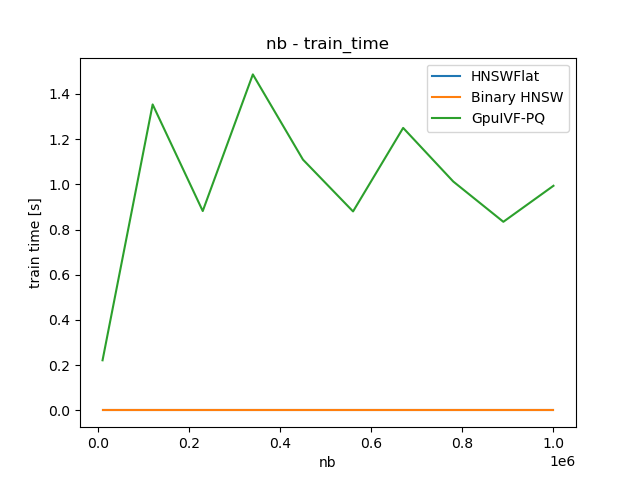 nb - train_time
HNSWFlat
Binary HNSW
GpuIVF-PQ
train time [s]
1.4
1.2
1.0
0.8
0.6
0.4
0.2
0.0
0.0 0.2 0.4 0.6 0.8 1.0
1e6
nb